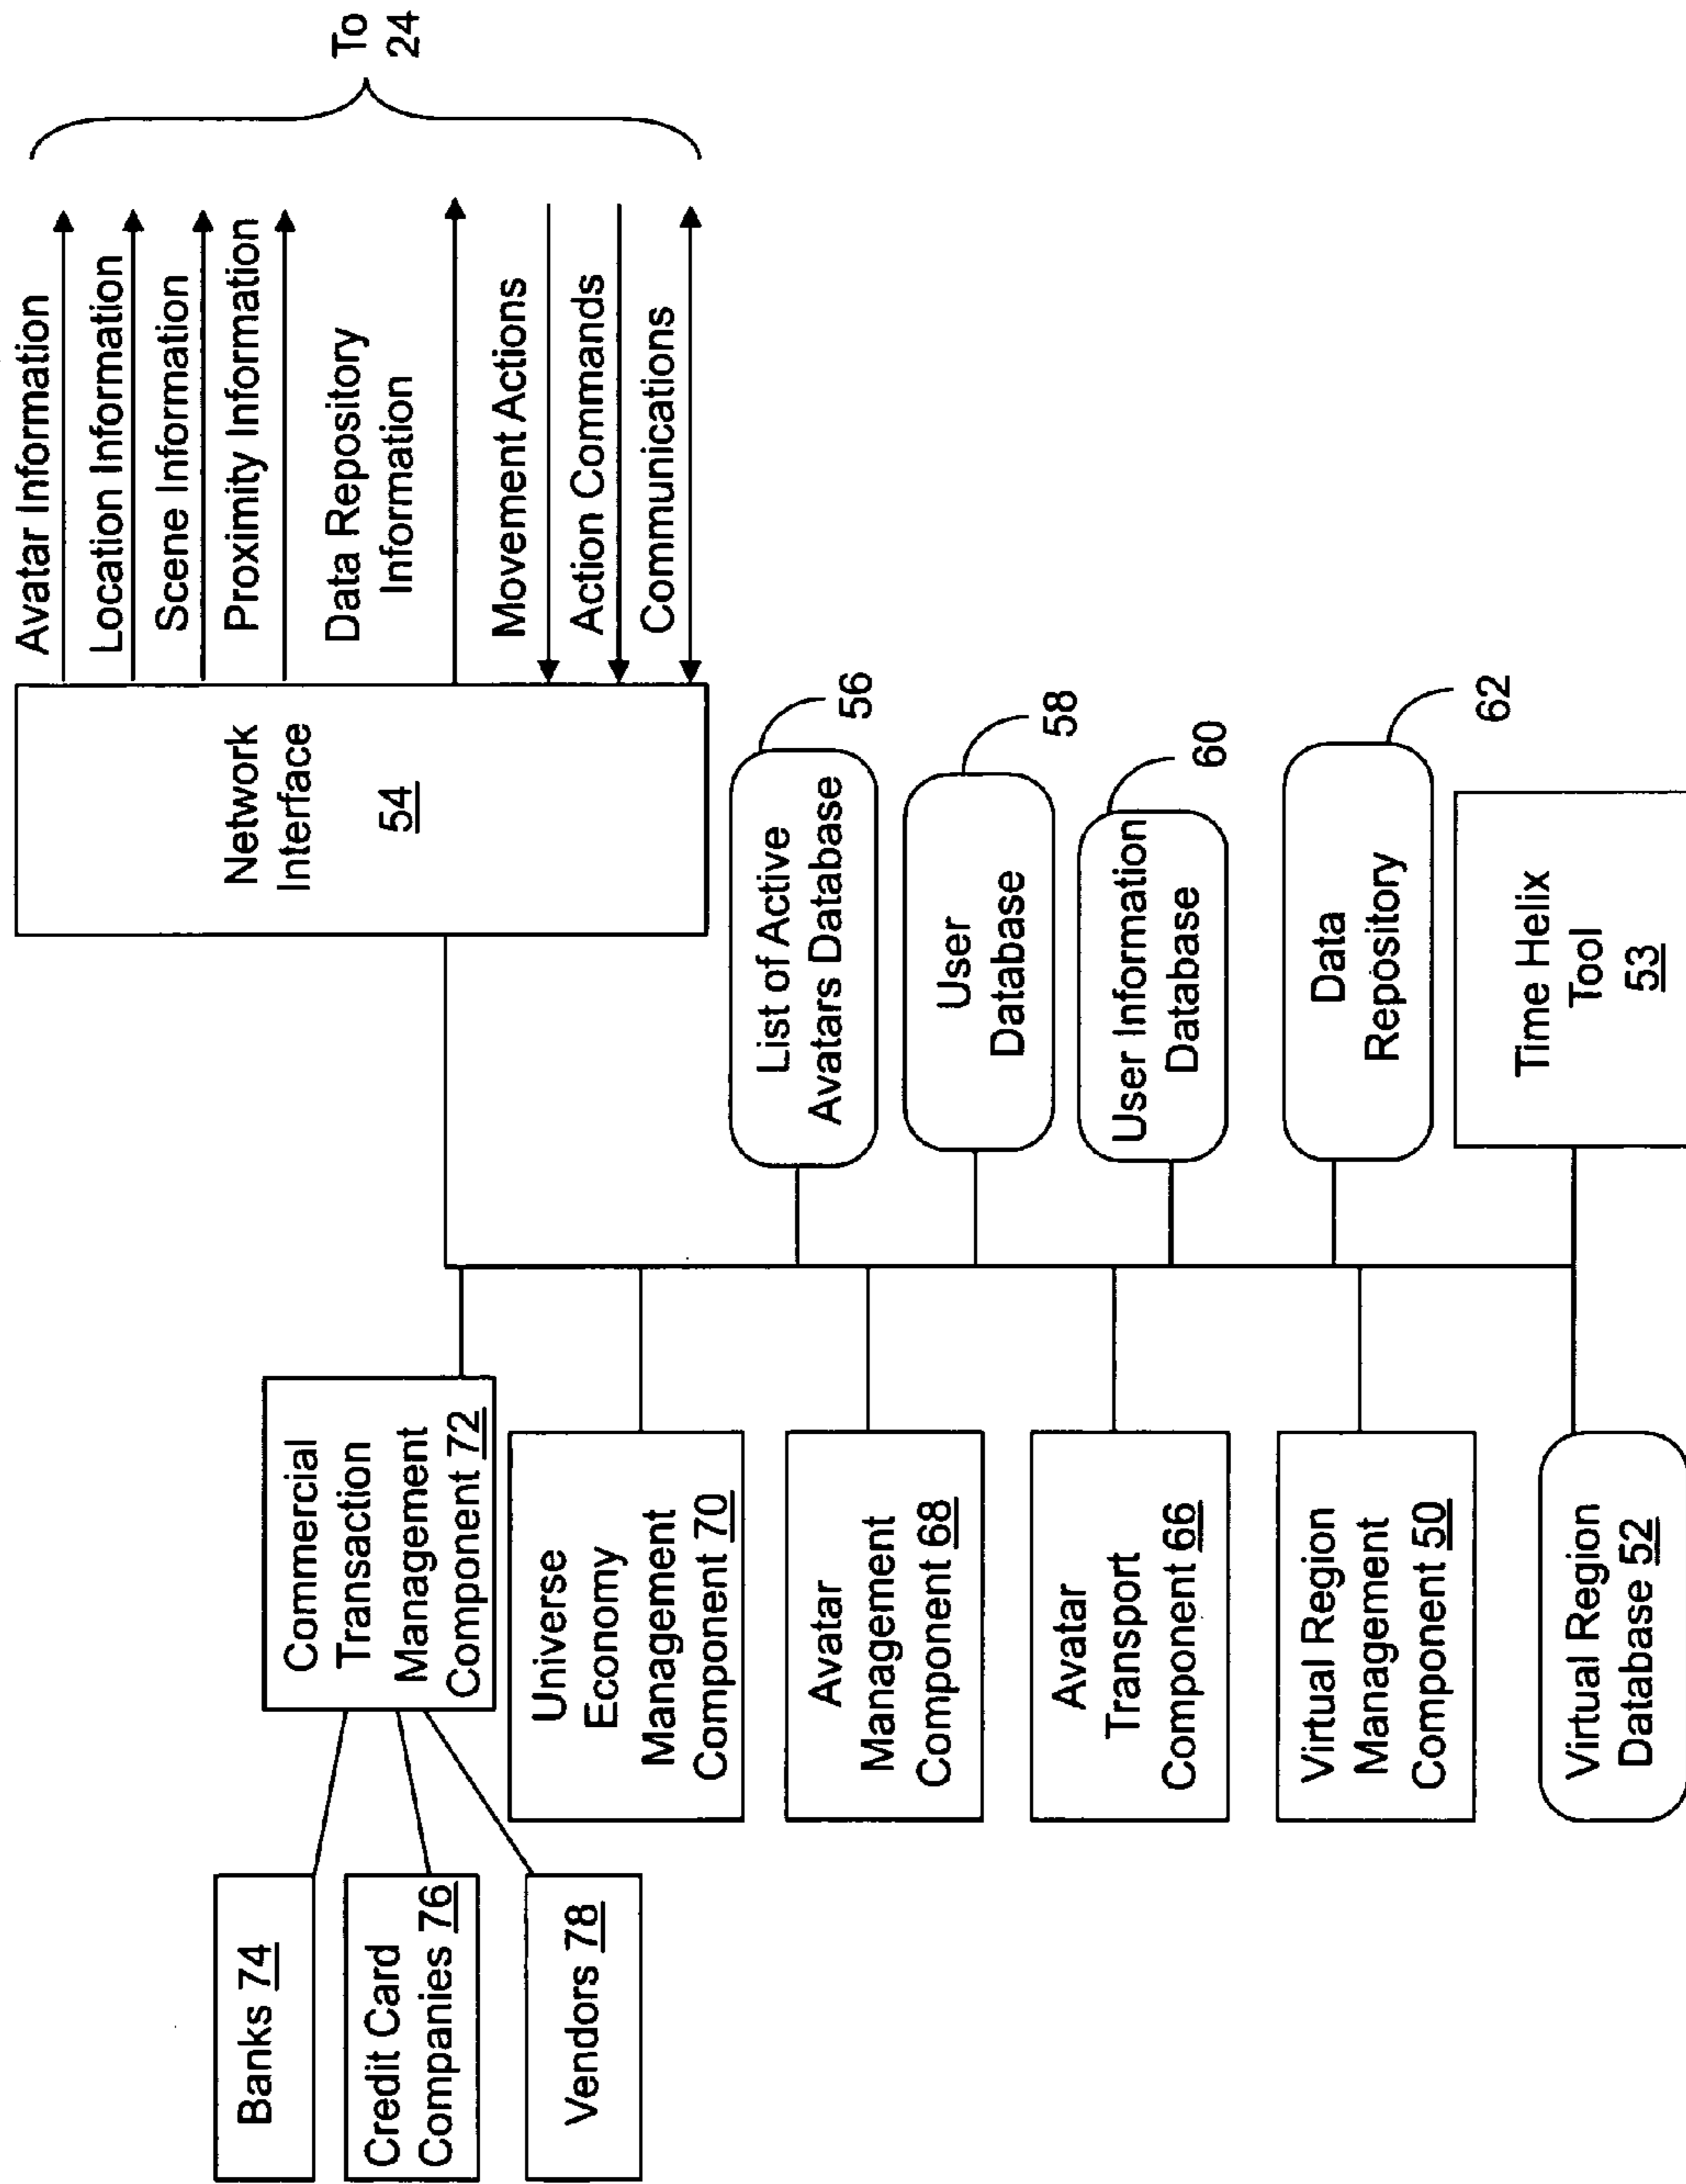 Avatar Information
Location Information
Scene Information
Proximity Information
Data Repository
Information
Movement Actions
Action Commands
Communications
To
24
Network
Interface
54
List of Active
Avatars Database
56
User
Database
58
User Information
Database
60
Data
Repository
62
Time Helix
Tool
53
Commercial
Transaction
Management
Component 72
Universe
Economy
Management
Component 70
Avatar
Management
Component 68
Avatar
Transport
Component 66
Virtual Region
Management
Component 50
Virtual Region
Database 52
Banks 74
Credit Card
Companies 76
Vendors 78